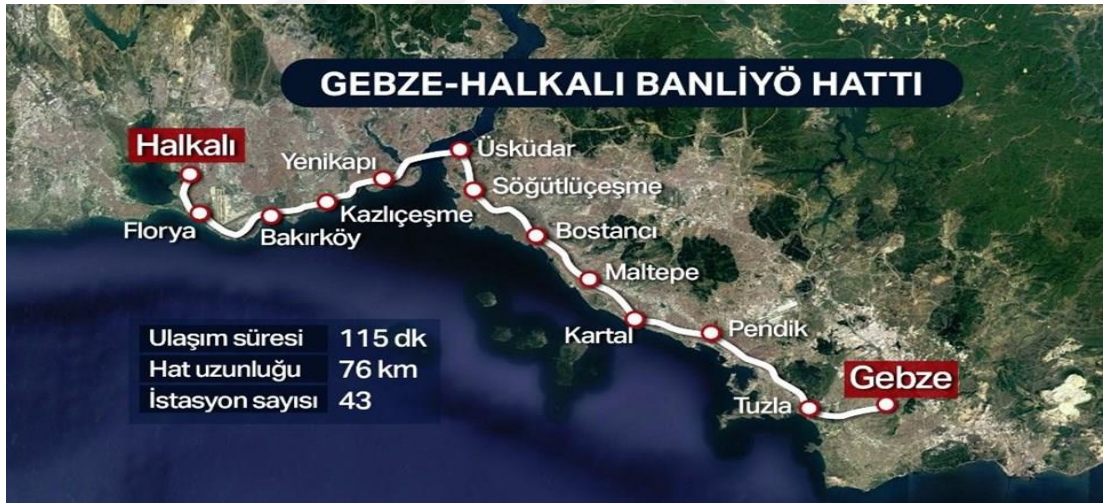 GEBZE-HALKALI BANLİYÖ HATTI
Halkalı
Florya
Bakırköy
Kazlıçeşme
Yenikapı
Üsküdar
Söğütlüçeşme
Bostancı
Maltepe
Kartal
Pendik
Tuzla
Gebze
Ulaşım süresi 115 dk
Hat uzunluğu 76 km
İstasyon sayısı 43